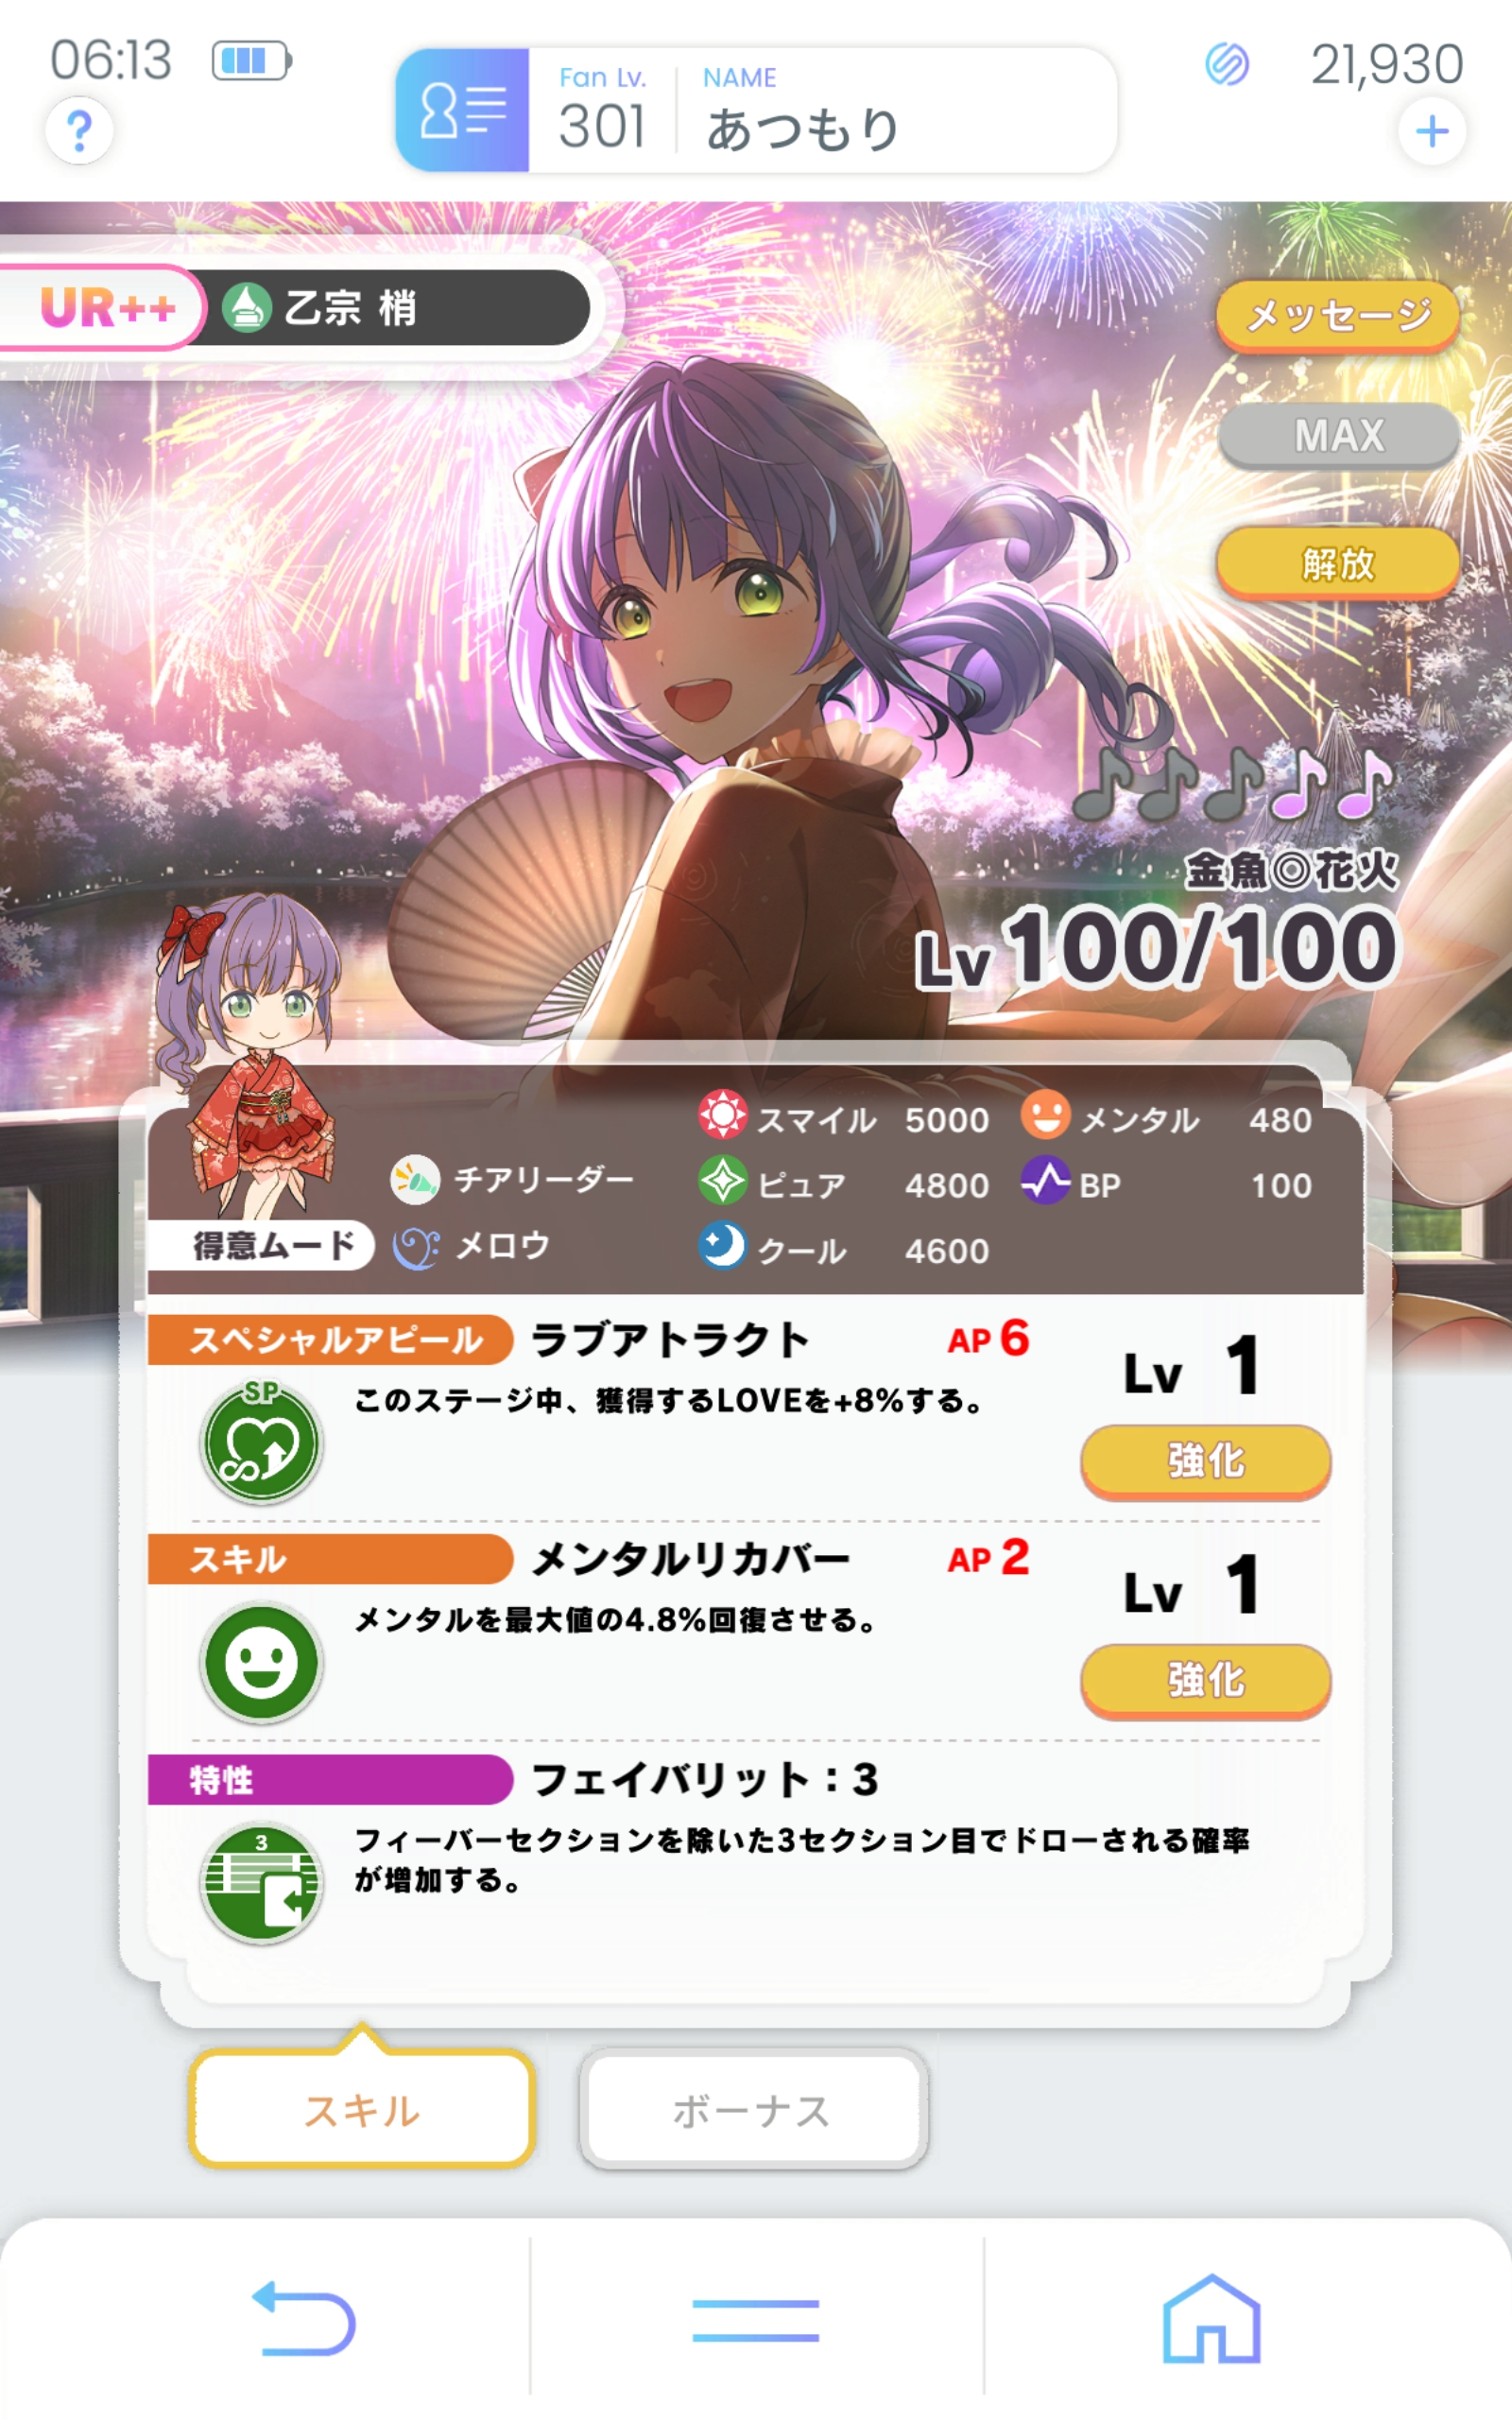 06:13
Fan Lv.
301
NAME
あつもり
21,930
?
+
UR++
乙宗 梢
メッセージ
MAX
解放
金魚◎花火
Lv 100/100
スマイル 5000
メンタル 480
チアリーダー
ピュア 4800
BP 100
得意ムード
メロウ
クール 4600
スペシャルアピール
ラブアトラクト
AP 6
Lv 1
SP
このステージ中、獲得するLOVEを+8%する。
強化
スキル
メンタルリカバー
AP 2
Lv 1
メンタルを最大値の4.8%回復させる。
強化
特性
フェイバリット：3
3
フィーバーセクションを除いた3セクション目でドローされる確率
が増加する。
スキル
ボーナス